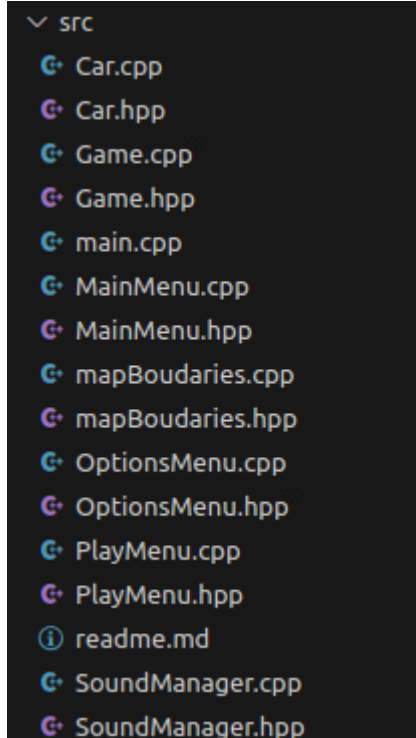 src
Car.cpp
Car.hpp
Game.cpp
Game.hpp
main.cpp
MainMenu.cpp
MainMenu.hpp
mapBoudaries.cpp
mapBoudaries.hpp
OptionsMenu.cpp
OptionsMenu.hpp
PlayMenu.cpp
PlayMenu.hpp
readme.md
SoundManager.cpp
SoundManager.hpp